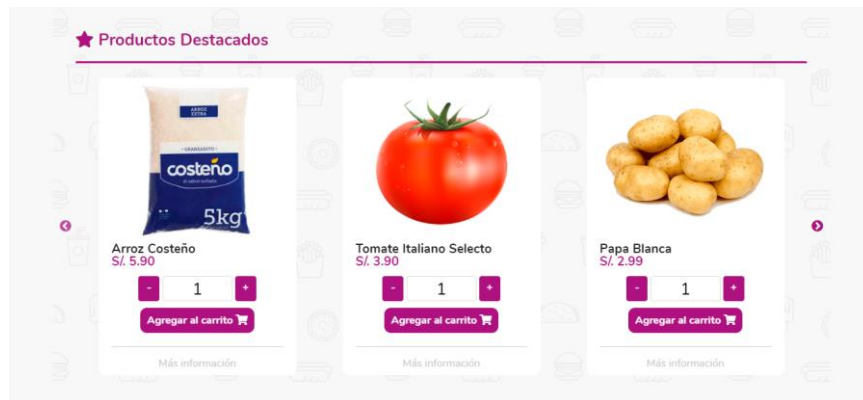 Productos Destacados
ARROZ
EXTRA
• GRANEADITO •
costeño
5kg
Arroz Costeño
S/. 5.90
- 1 +
Agregar al carrito
Más información
Tomate Italiano Selecto
S/. 3.90
- 1 +
Agregar al carrito
Más información
Papa Blanca
S/. 2.99
- 1 +
Agregar al carrito
Más información